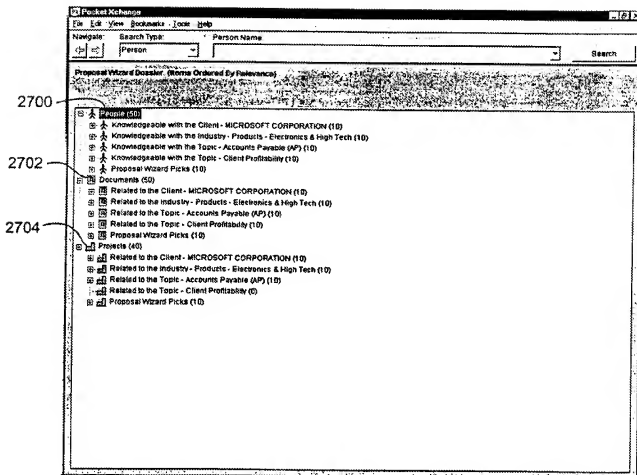 Pocket Xchange
File Edit View Bookmarks Tools Help
Navigate: Search Type: Person Name:
Person Search
Proposal Wizard Dossier. (Items Ordered By Relevance)
2700
People (50)
Knowledgeable with the Client - MICROSOFT CORPORATION (10)
Knowledgeable with the Industry - Products - Electronics & High Tech (10)
Knowledgeable with the Topic - Accounts Payable (AP) (10)
Knowledgeable with the Topic - Client Profitability (10)
Proposal Wizard Picks (10)
2702
Documents (50)
Related to the Client - MICROSOFT CORPORATION (10)
Related to the Industry - Products - Electronics & High Tech (10)
Related to the Topic - Accounts Payable (AP) (10)
Related to the Topic - Client Profitability (10)
Proposal Wizard Picks (10)
2704
Projects (40)
Related to the Client - MICROSOFT CORPORATION (10)
Related to the Industry - Products - Electronics & High Tech (10)
Related to the Topic - Accounts Payable (AP) (10)
Related to the Topic - Client Profitability (0)
Proposal Wizard Picks (10)